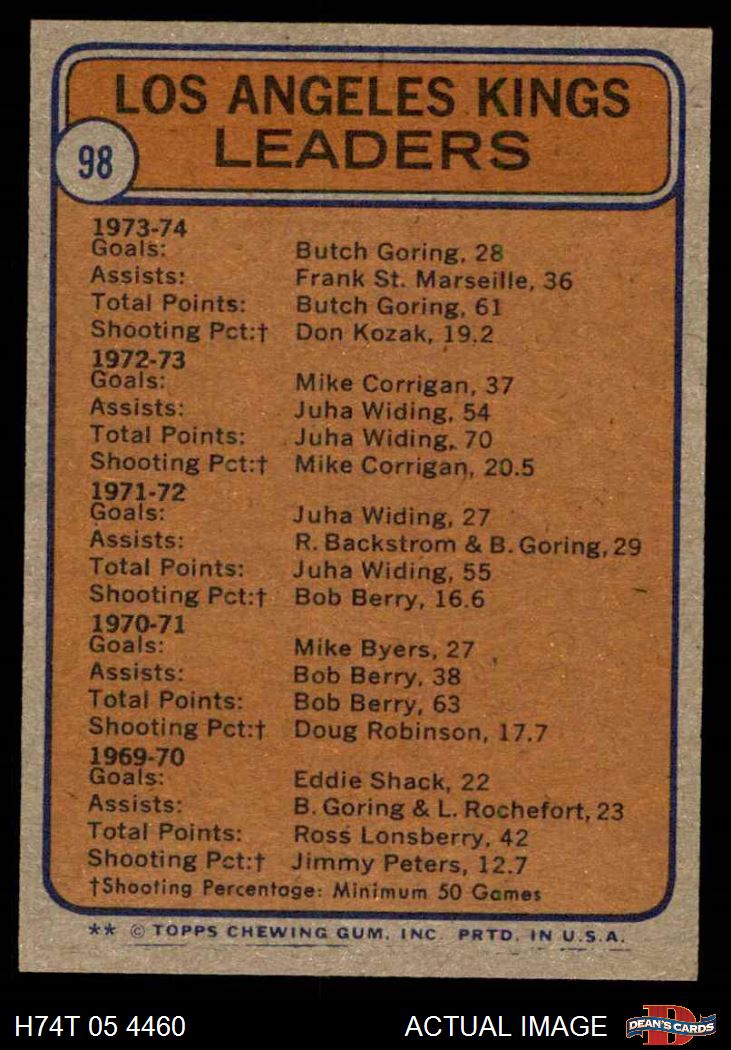 LOS ANGELES KINGS
LEADERS
98
1973-74
Goals: Butch Goring, 28
Assists: Frank St. Marseille, 36
Total Points: Butch Goring, 61
Shooting Pct:† Don Kozak, 19.2
1972-73
Goals: Mike Corrigan, 37
Assists: Juha Widing, 54
Total Points: Juha Widing, 70
Shooting Pct:† Mike Corrigan, 20.5
1971-72
Goals: Juha Widing, 27
Assists: R. Backstrom & B. Goring, 29
Total Points: Juha Widing, 55
Shooting Pct:† Bob Berry, 16.6
1970-71
Goals: Mike Byers, 27
Assists: Bob Berry, 38
Total Points: Bob Berry, 63
Shooting Pct:† Doug Robinson, 17.7
1969-70
Goals: Eddie Shack, 22
Assists: B. Goring & L. Rochefort, 23
Total Points: Ross Lonsberry, 42
Shooting Pct:† Jimmy Peters, 12.7
†Shooting Percentage: Minimum 50 Games
** © TOPPS CHEWING GUM, INC. PRTD. IN U.S.A.
H74T 05 4460 ACTUAL IMAGE D DEAN'S CARDS